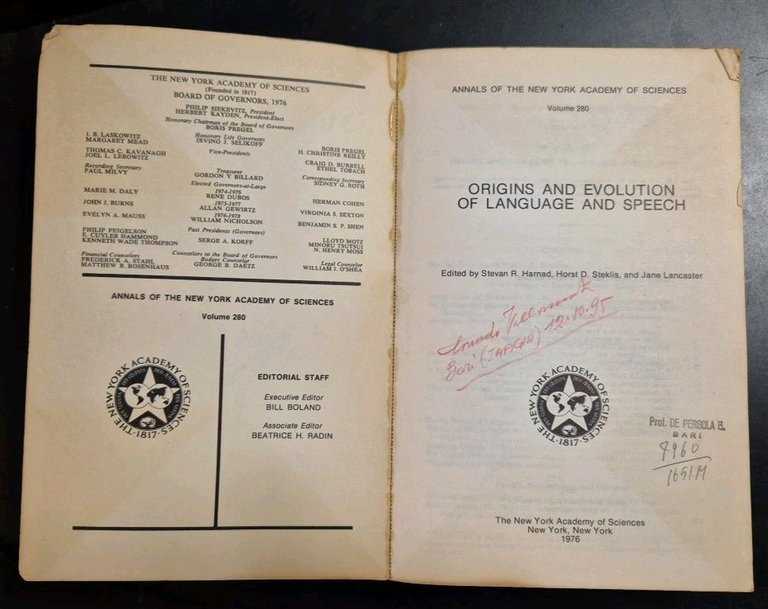 THE NEW YORK ACADEMY OF SCIENCES
(Founded in 1817)
BOARD OF GOVERNORS, 1976
PHILIP SIEKEVITZ, President
HERBERT KAYDEN, President-Elect
Honorary Chairman of the Board of Governors
BORIS PREGEL
Honorary Life Governors
I. B. LASKOWITZ BORIS PREGEL
MARGARET MEAD IRVING J. SELIKOFF H. CHRISTINE REILLY
Vice-Presidents
THOMAS C. KAVANAGH CRAIG D. BURRELL
JOEL L. LEBOWITZ ETHEL TOBACH
Recording Secretary Treasurer Corresponding Secretary
PAUL MILVY GORDON Y. BILLARD SIDNEY G. ROTH
Elected Governors-at-Large
1974-1976
MARIE M. DALY RENE DUBOS HERMAN COHEN
1975-1977
JOHN J. BURNS ALLAN GEWIRTZ VIRGINIA S. SEXTON
1976-1978
EVELYN A. MAUSS WILLIAM NICHOLSON BENJAMIN S. P. SHEN
Past Presidents (Governors)
PHILIP FEIGELSON LLOYD MOTZ
E. CUYLER HAMMOND SERGE A. KORFF MINORU TSUTSUI
KENNETH WADE THOMPSON N. HENRY MOSS
Counselors to the Board of Governors
Financial Counselors Budget Counselor Legal Counselor
FREDERICK A. STAHL GEORGE B. DAETZ WILLIAM J. O'SHEA
MATTHEW B. ROSENHAUS
ANNALS OF THE NEW YORK ACADEMY OF SCIENCES
Volume 280
THE NEW YORK ACADEMY OF SCIENCES
·1817·
EDITORIAL STAFF
Executive Editor
BILL BOLAND
Associate Editor
BEATRICE H. RADIN
ANNALS OF THE NEW YORK ACADEMY OF SCIENCES
Volume 280
ORIGINS AND EVOLUTION
OF LANGUAGE AND SPEECH
Edited by Stevan R. Harnad, Horst D. Steklis, and Jane Lancaster
Bari (TAPIGRA) 12.10.95
THE NEW YORK ACADEMY OF SCIENCES
·1817·
Prof. DE PERGOLA B.
BARI
7960
1651M
The New York Academy of Sciences
New York, New York
1976